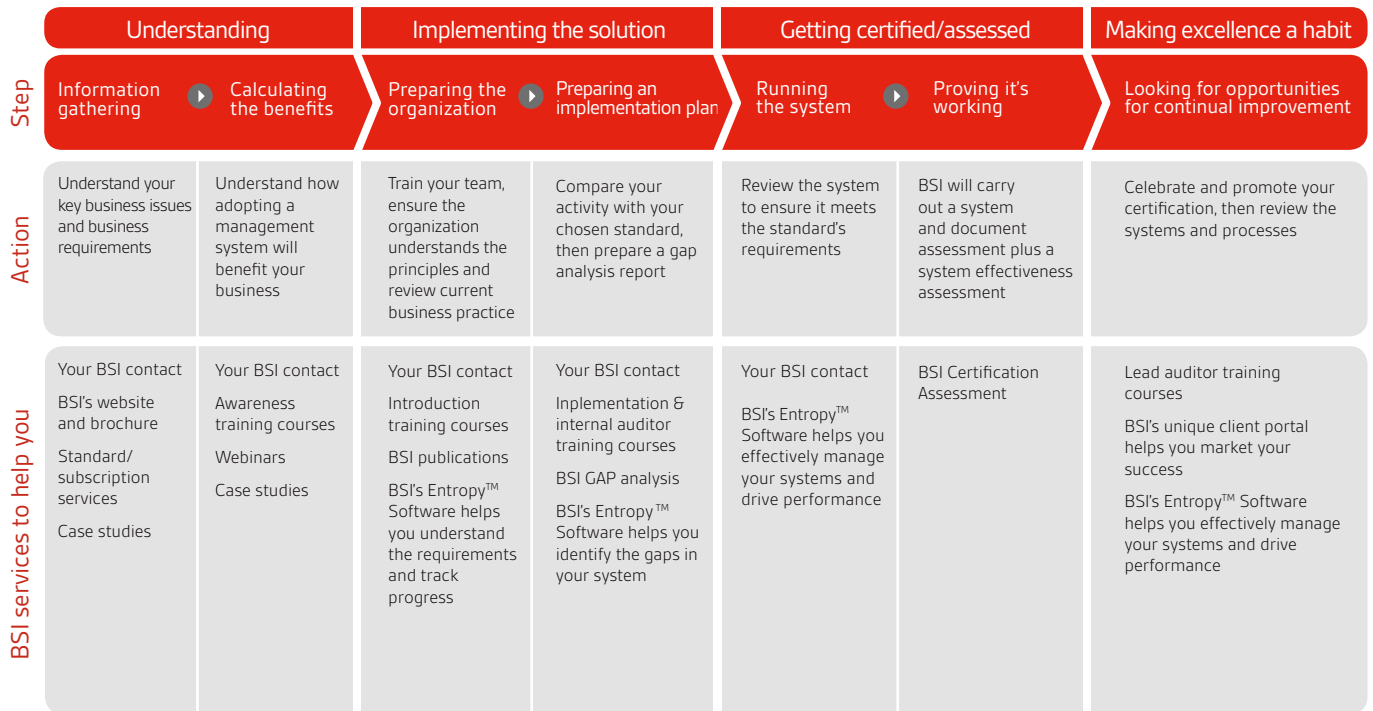 Understanding
Implementing the solution
Getting certified/assessed
Making excellence a habit
Step
Information
gathering
Calculating
the benefits
Preparing the
organization
Preparing an
implementation plan
Running
the system
Proving it's
working
Looking for opportunities
for continual improvement
Action
Understand your
key business issues
and business
requirements
Understand how
adopting a
management
system will
benefit your
business
Train your team,
ensure the
organization
understands the
principles and
review current
business practice
Compare your
activity with your
chosen standard,
then prepare a gap
analysis report
Review the system
to ensure it meets
the standard's
requirements
BSI will carry
out a system
and document
assessment plus a
system effectiveness
assessment
Celebrate and promote your
certification, then review the
systems and processes
BSI services to help you
Your BSI contact
BSI's website
and brochure
Standard/
subscription
services
Case studies
Your BSI contact
Awareness
training courses
Webinars
Case studies
Your BSI contact
Introduction
training courses
BSI publications
BSI's Entropy™
Software helps
you understand
the requirements
and track
progress
Your BSI contact
Inplementation &
internal auditor
training courses
BSI GAP analysis
BSI's Entropy™
Software helps you
identify the gaps in
your system
Your BSI contact
BSI's Entropy™
Software helps you
effectively manage
your systems and
drive performance
BSI Certification
Assessment
Lead auditor training
courses
BSI's unique client portal
helps you market your
success
BSI's Entropy™ Software
helps you effectively manage
your systems and drive
performance